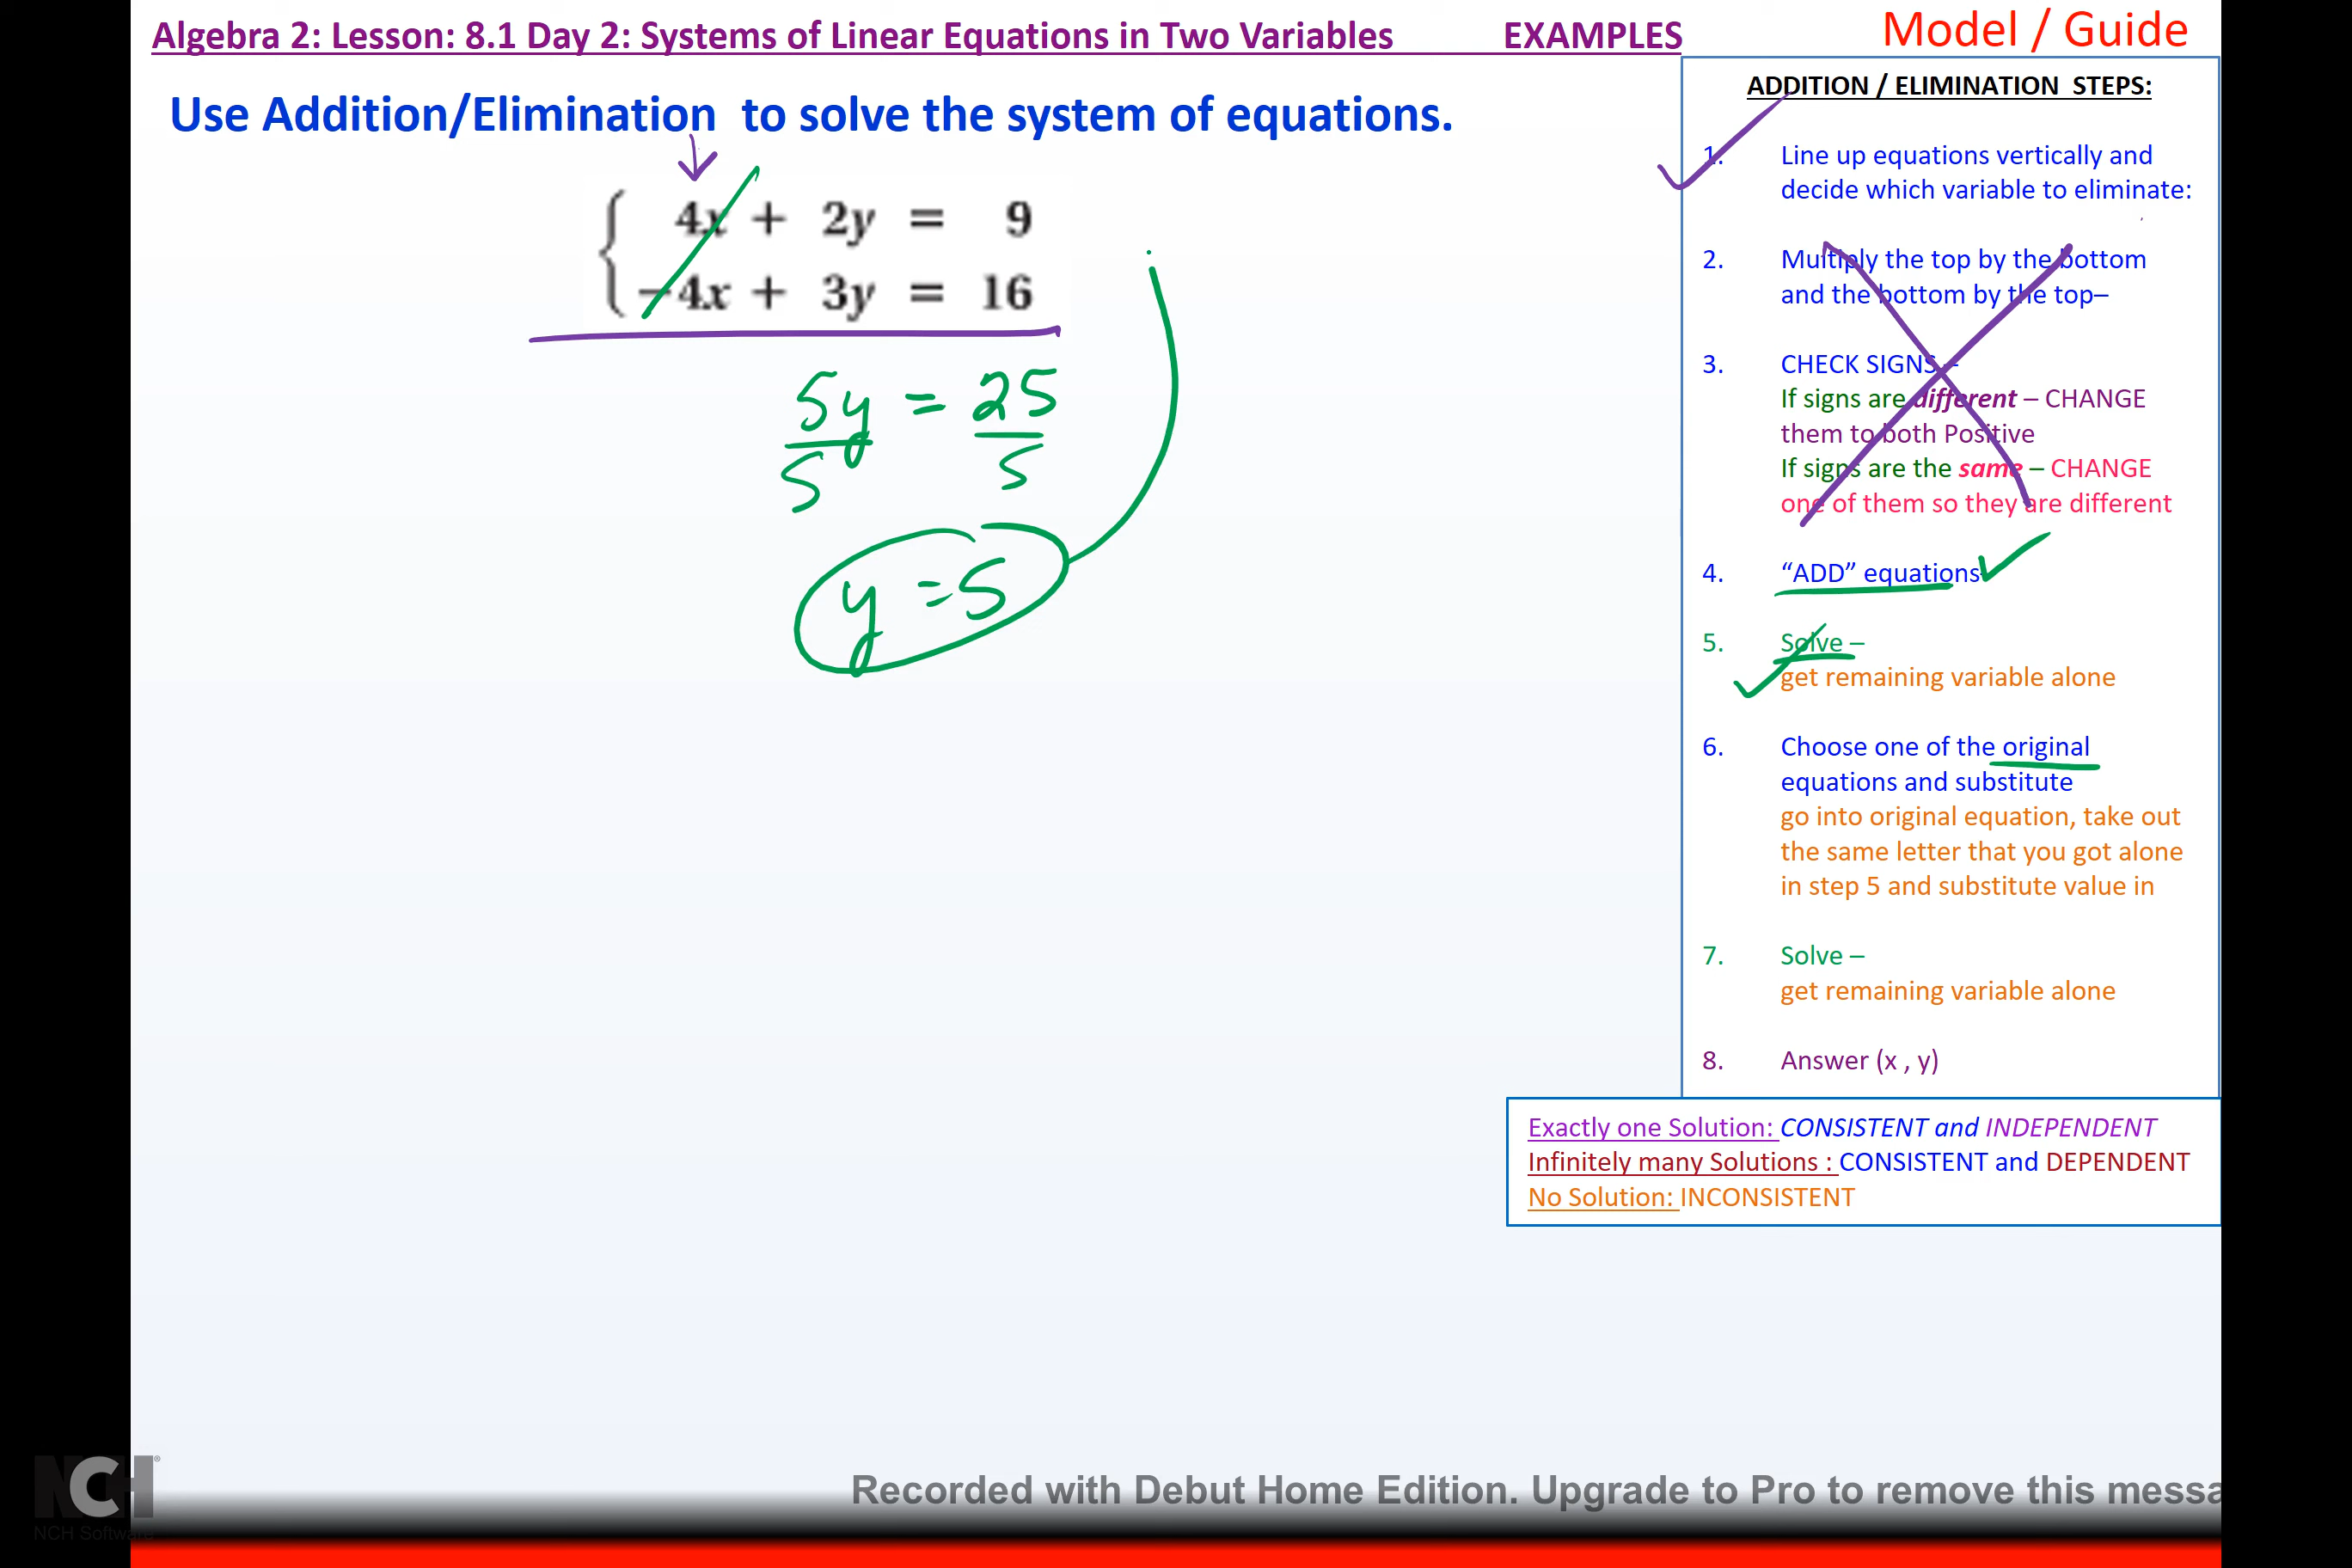 Algebra 2: Lesson: 8.1 Day 2: Systems of Linear Equations in Two Variables EXAMPLES
Model / Guide
Use Addition/Elimination to solve the system of equations.
4x + 2y = 9
-4x + 3y = 16
5y = 25
5 5
y = 5
ADDITION / ELIMINATION STEPS:
1. Line up equations vertically and
decide which variable to eliminate:
2. Multiply the top by the bottom
and the bottom by the top–
3. CHECK SIGNS –
If signs are different – CHANGE
them to both Positive
If signs are the same – CHANGE
one of them so they are different
4. “ADD” equations
5. Solve –
get remaining variable alone
6. Choose one of the original
equations and substitute
go into original equation, take out
the same letter that you got alone
in step 5 and substitute value in
7. Solve –
get remaining variable alone
8. Answer (x , y)
Exactly one Solution: CONSISTENT and INDEPENDENT
Infinitely many Solutions : CONSISTENT and DEPENDENT
No Solution: INCONSISTENT
NCH®
NCH Software
Recorded with Debut Home Edition. Upgrade to Pro to remove this messa